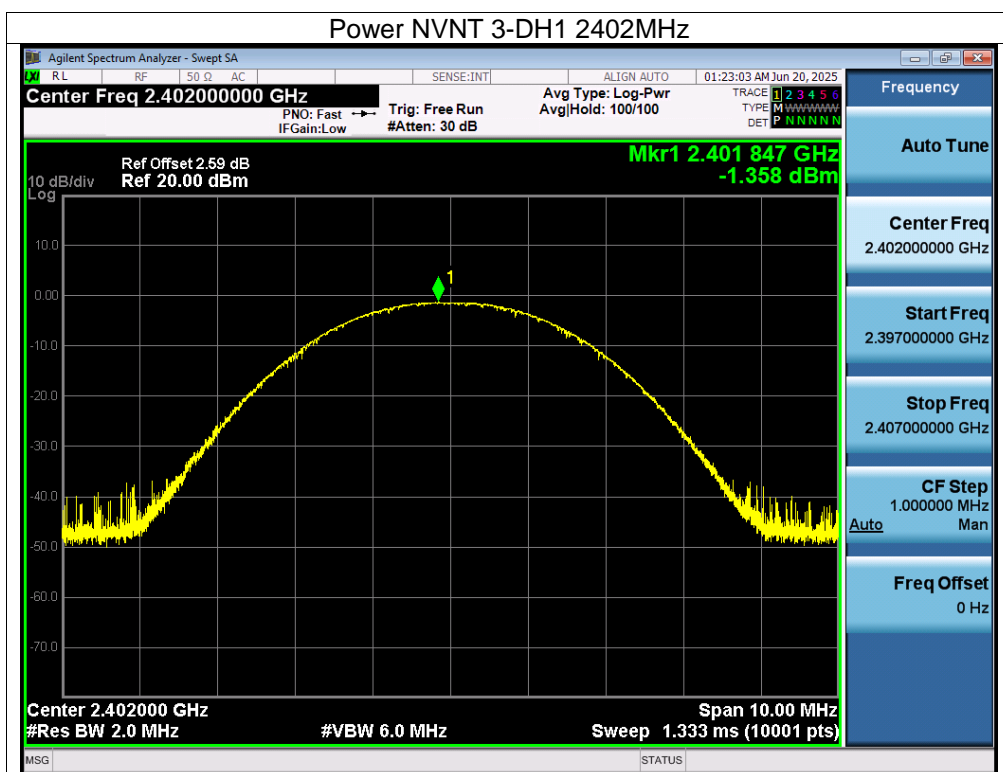 Power NVNT 3-DH1 2402MHz
Agilent Spectrum Analyzer - Swept SA
LXI RL RF 50 Ω AC SENSE:INT ALIGN AUTO 01:23:03 AM Jun 20, 2025
Center Freq 2.402000000 GHz
PNO: Fast
IFGain:Low
Trig: Free Run
#Atten: 30 dB
Avg Type: Log-Pwr
Avg|Hold: 100/100
TRACE 1 2 3 4 5 6
TYPE M WWWWW
DET P N N N N N
Ref Offset 2.59 dB
10 dB/div Ref 20.00 dBm
Log
Mkr1 2.401 847 GHz
-1.358 dBm
10.0
0.00
-10.0
-20.0
-30.0
-40.0
-50.0
-60.0
-70.0
1
Center 2.402000 GHz
Span 10.00 MHz
#Res BW 2.0 MHz
#VBW 6.0 MHz
Sweep 1.333 ms (10001 pts)
MSG
STATUS
Frequency
Auto Tune
Center Freq
2.402000000 GHz
Start Freq
2.397000000 GHz
Stop Freq
2.407000000 GHz
CF Step
1.000000 MHz
Auto Man
Freq Offset
0 Hz